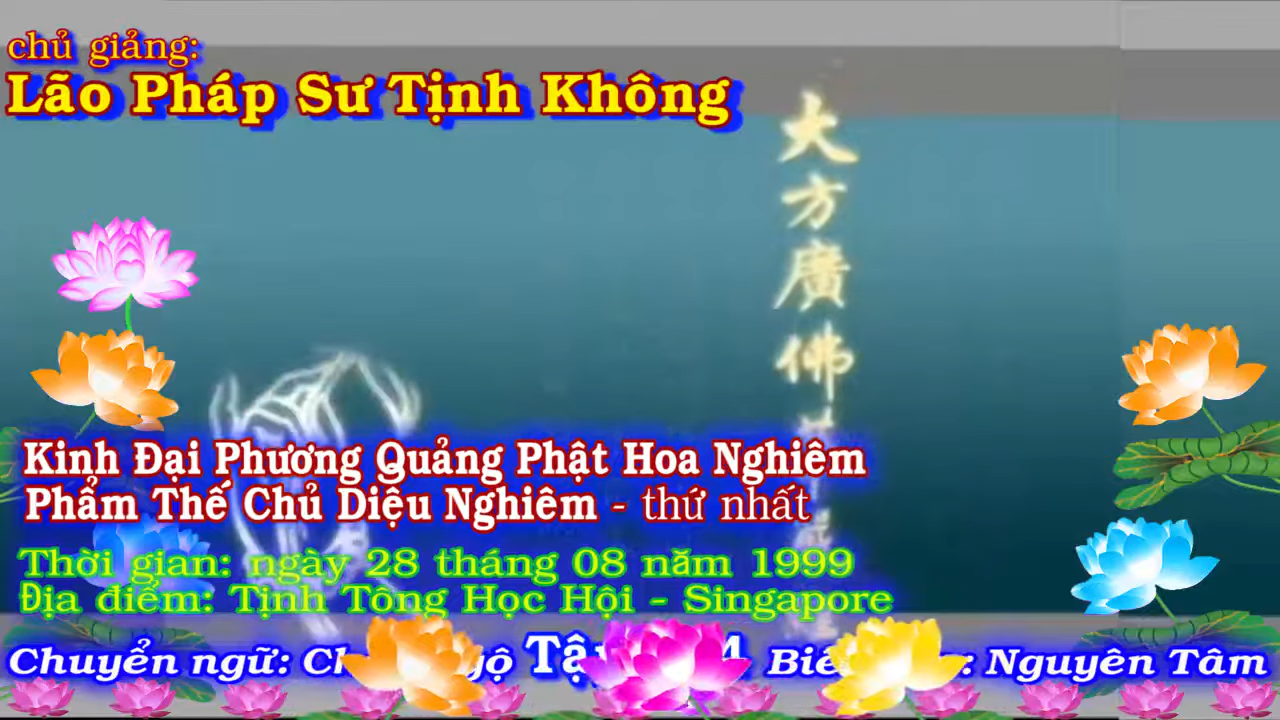 chủ giảng:
Lão Pháp Sư Tịnh Không
大方廣佛
Kinh Đại Phương Quảng Phật Hoa Nghiêm
Phẩm Thế Chủ Diệu Nghiêm - thứ nhất
Thời gian: ngày 28 tháng 08 năm 1999
Địa điểm: Tịnh Tông Học Hội - Singapore
Chuyển ngữ: Nguyên Tâm